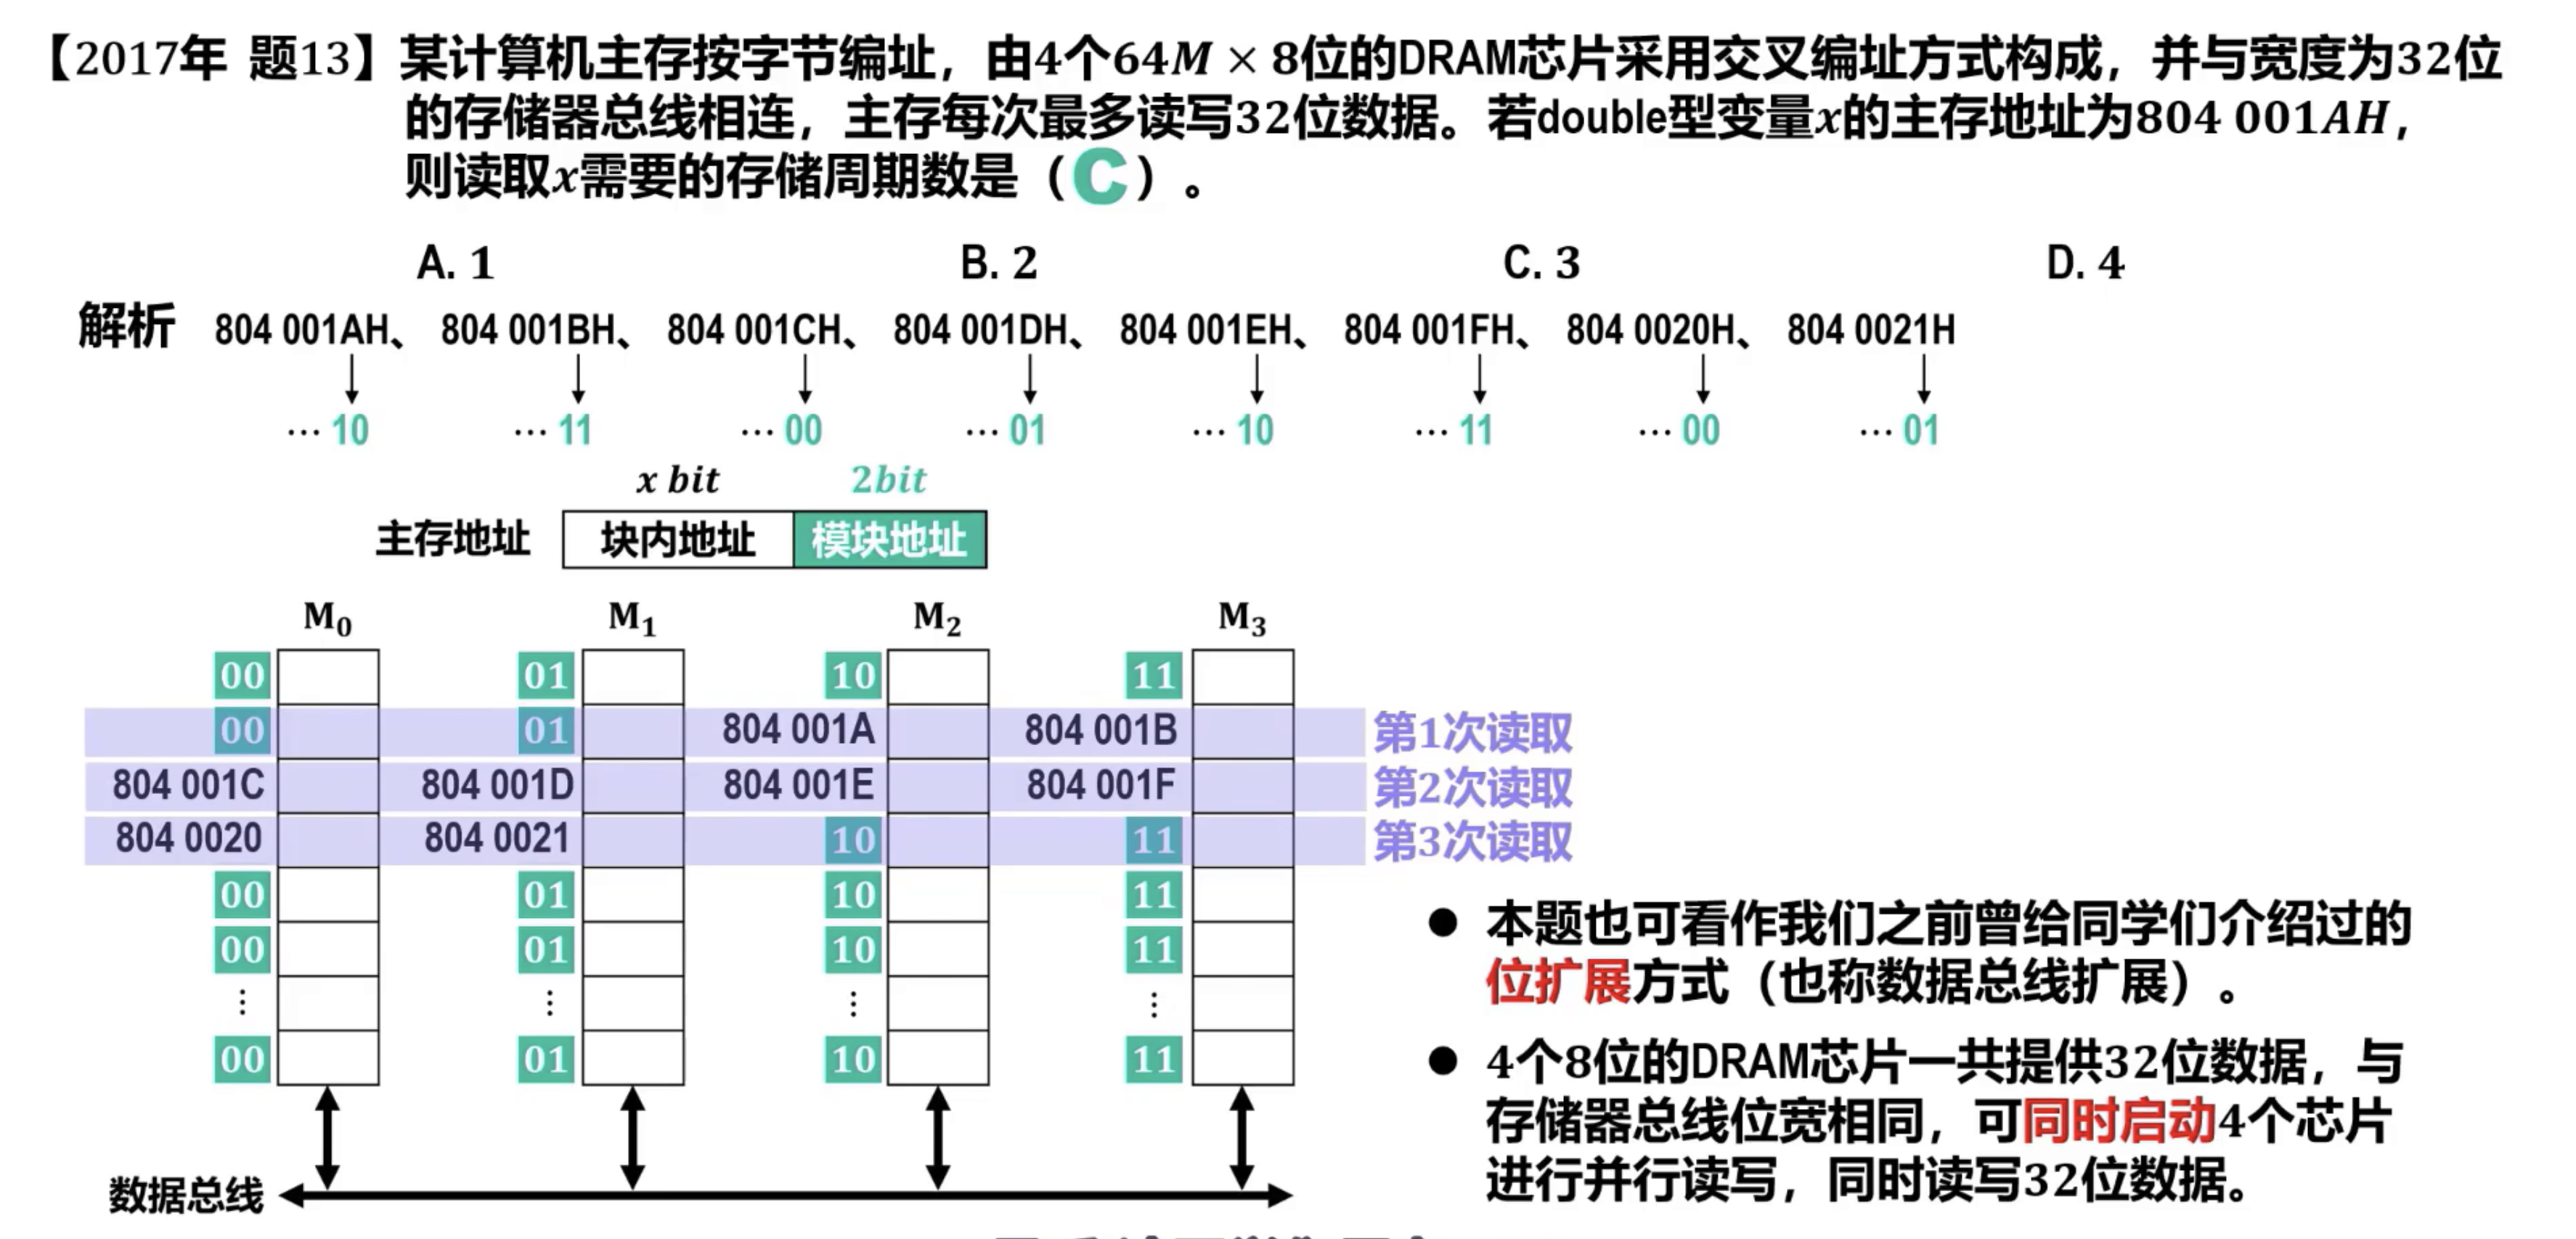 【2017年 题13】某计算机主存按字节编址，由4个64M × 8位的DRAM芯片采用交叉编址方式构成，并与宽度为32位
的存储器总线相连，主存每次最多读写32位数据。若double型变量x的主存地址为804 001AH，
则读取x需要的存储周期数是（C）。
A. 1 B. 2 C. 3 D. 4
解析 804 001AH、 804 001BH、 804 001CH、 804 001DH、 804 001EH、 804 001FH、 804 0020H、 804 0021H
… 10 … 11 … 00 … 01 … 10 … 11 … 00 … 01
x bit 2bit
主存地址 块内地址 模块地址
M₀ M₁ M₂ M₃
00 01 10 11
00 01 804 001A 804 001B 第1次读取
804 001C 804 001D 804 001E 804 001F 第2次读取
804 0020 804 0021 10 11 第3次读取
00 01 10 11
00 01 10 11
⋮ ⋮ ⋮ ⋮
00 01 10 11
数据总线
● 本题也可看作我们之前曾给同学们介绍过的
位扩展方式（也称数据总线扩展）。
● 4个8位的DRAM芯片一共提供32位数据，与
存储器总线位宽相同，可同时启动4个芯片
进行并行读写，同时读写32位数据。